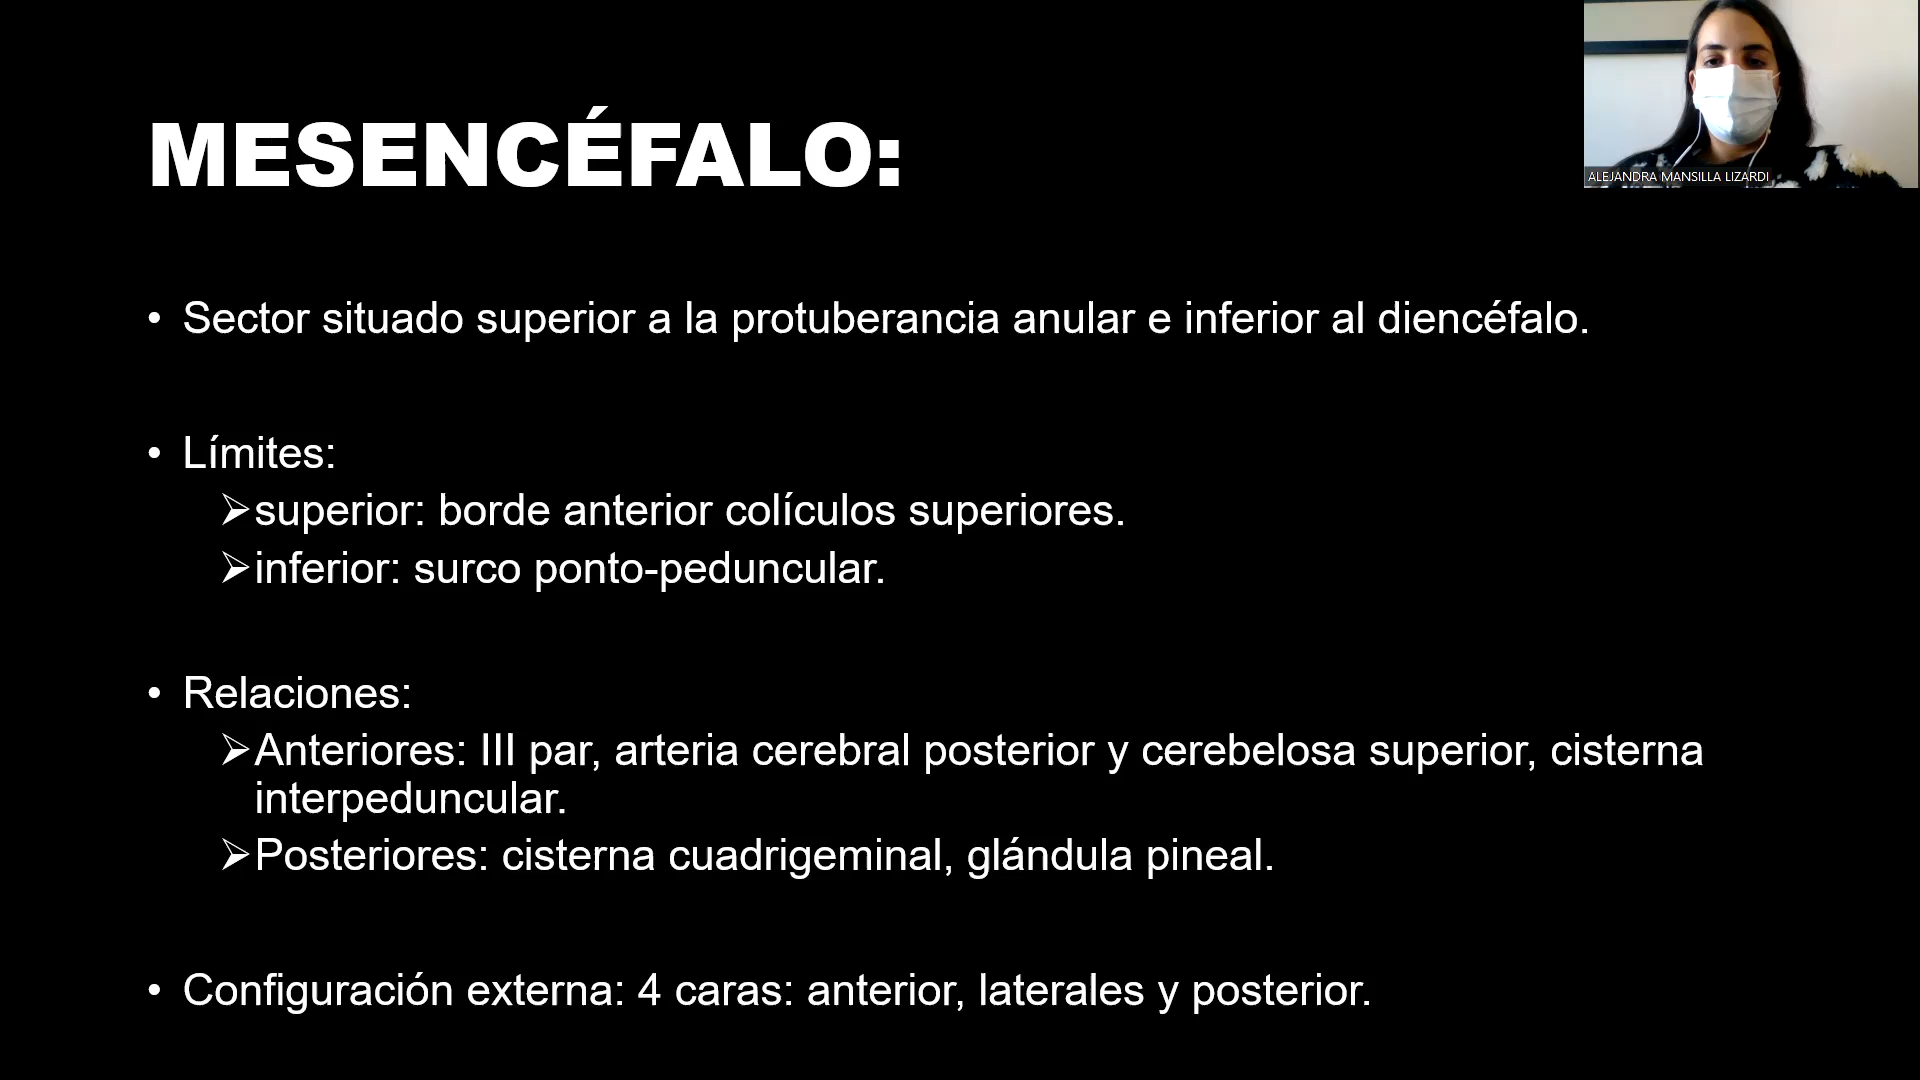 MESENCÉFALO:
ALEJANDRA MANSILLA LIZARDI
• Sector situado superior a la protuberancia anular e inferior al diencéfalo.
• Límites:
➢superior: borde anterior colículos superiores.
➢inferior: surco ponto-peduncular.
• Relaciones:
➢Anteriores: III par, arteria cerebral posterior y cerebelosa superior, cisterna
interpeduncular.
➢Posteriores: cisterna cuadrigeminal, glándula pineal.
• Configuración externa: 4 caras: anterior, laterales y posterior.